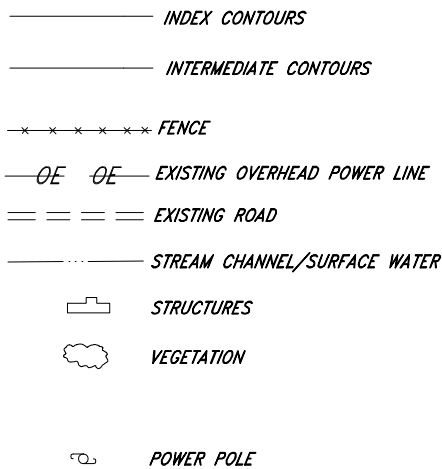 INDEX CONTOURS
INTERMEDIATE CONTOURS
FENCE
OE OE EXISTING OVERHEAD POWER LINE
EXISTING ROAD
STREAM CHANNEL/SURFACE WATER
STRUCTURES
VEGETATION
POWER POLE